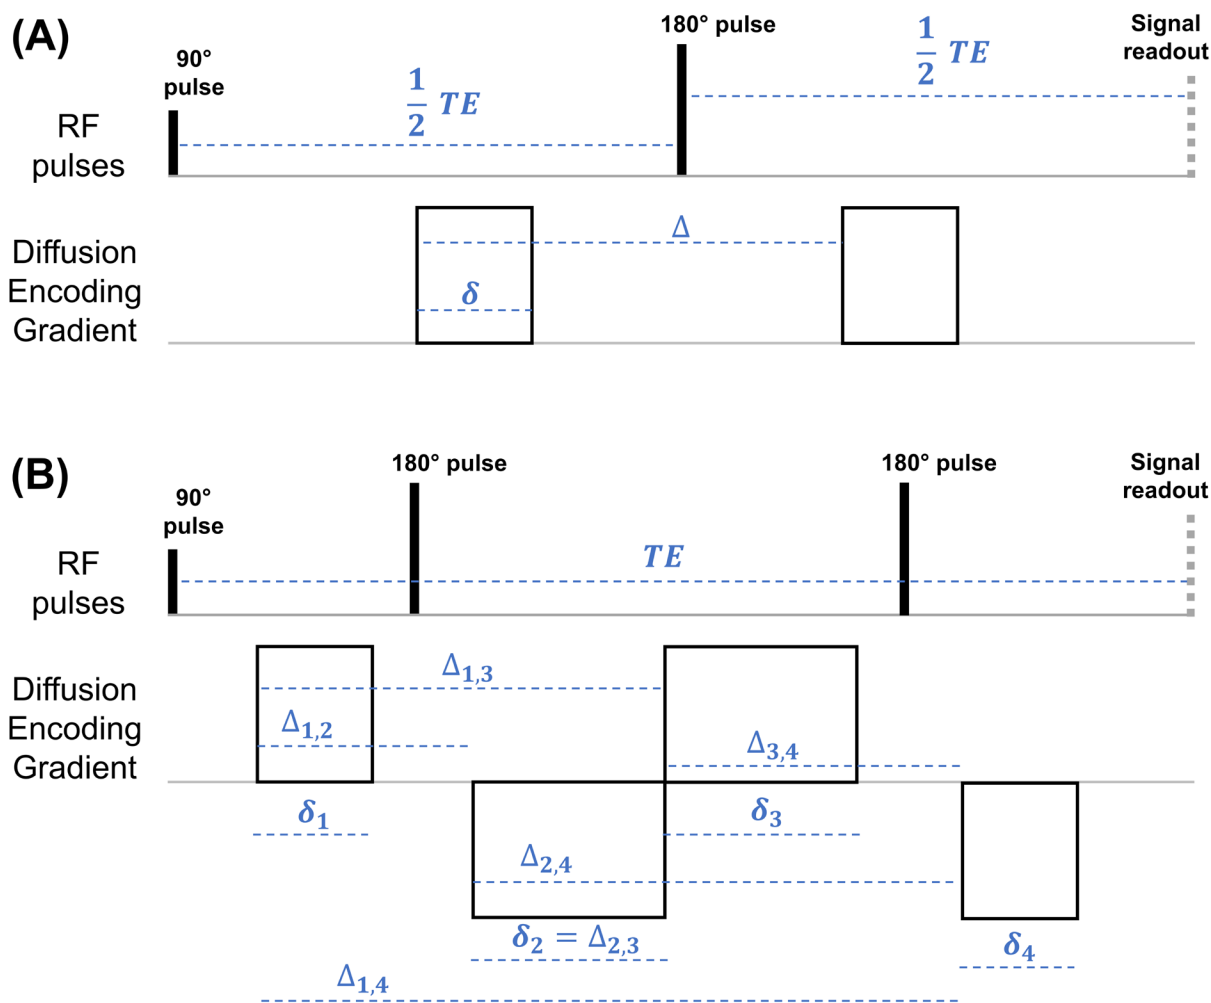 (A)
90°
pulse
180° pulse
Signal
readout
1/2 TE
1/2 TE
RF
pulses
Diffusion
Encoding
Gradient
Δ
δ
(B)
90°
pulse
180° pulse
180° pulse
Signal
readout
TE
RF
pulses
Diffusion
Encoding
Gradient
Δ1,3
Δ1,2
Δ3,4
δ1
δ3
Δ2,4
δ2 = Δ2,3
δ4
Δ1,4